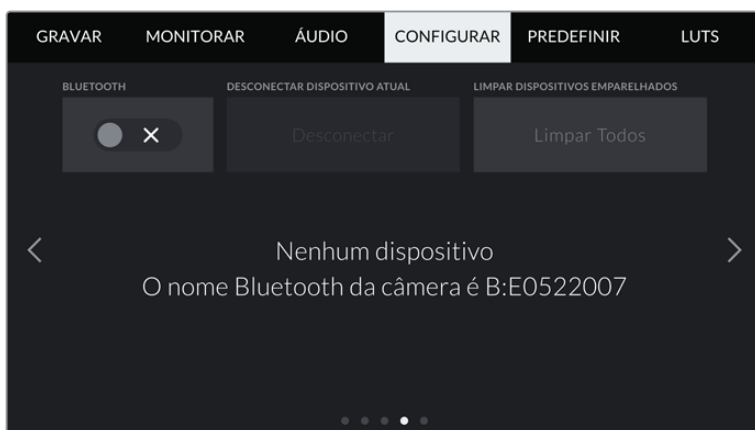 GRAVAR MONITORAR ÁUDIO CONFIGURAR PREDEFINIR LUTS
BLUETOOTH DESCONECTAR DISPOSITIVO ATUAL LIMPAR DISPOSITIVOS EMPARELHADOS
Desconectar Limpar Todos
Nenhum dispositivo
O nome Bluetooth da câmera é B:E0522007